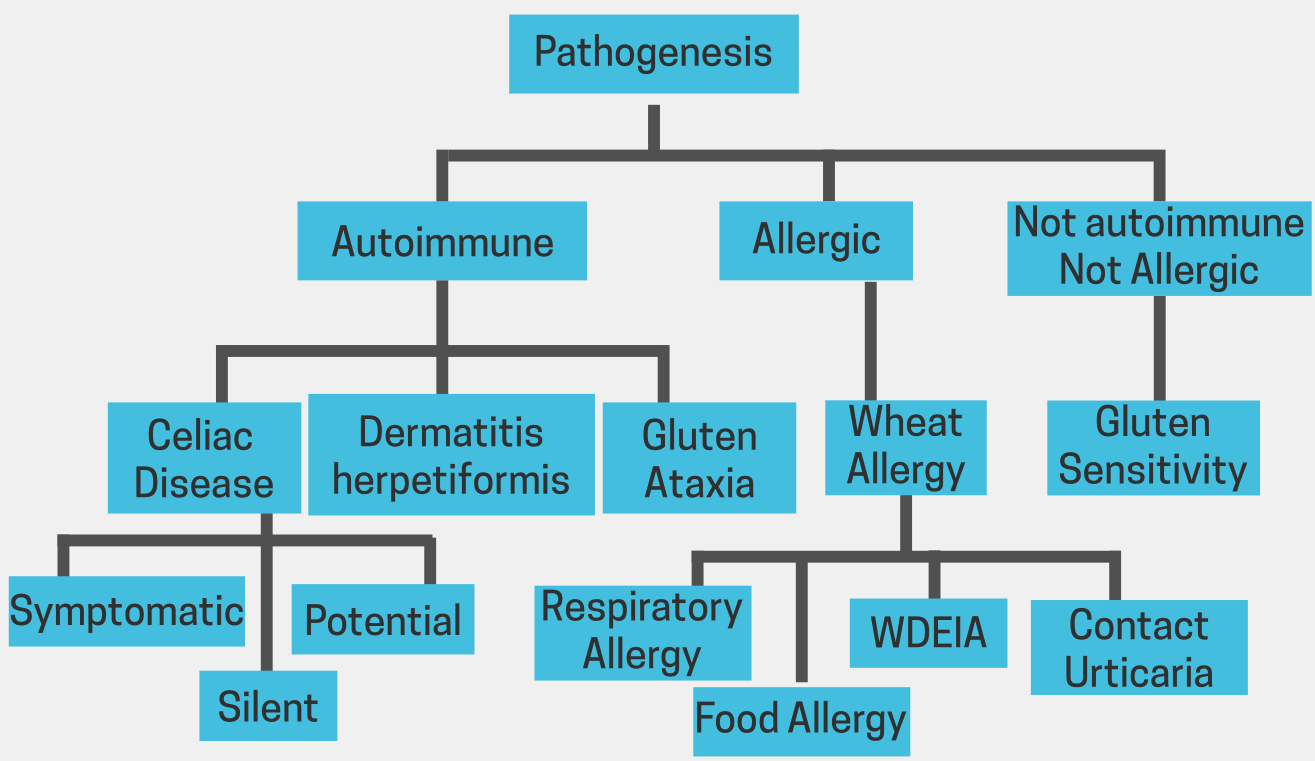 Pathogenesis
Autoimmune
Allergic
Not autoimmune
Not Allergic
Celiac
Disease
Dermatitis
herpetiformis
Gluten
Ataxia
Wheat
Allergy
Gluten
Sensitivity
Symptomatic
Silent
Potential
Respiratory
Allergy
Food Allergy
WDEIA
Contact
Urticaria